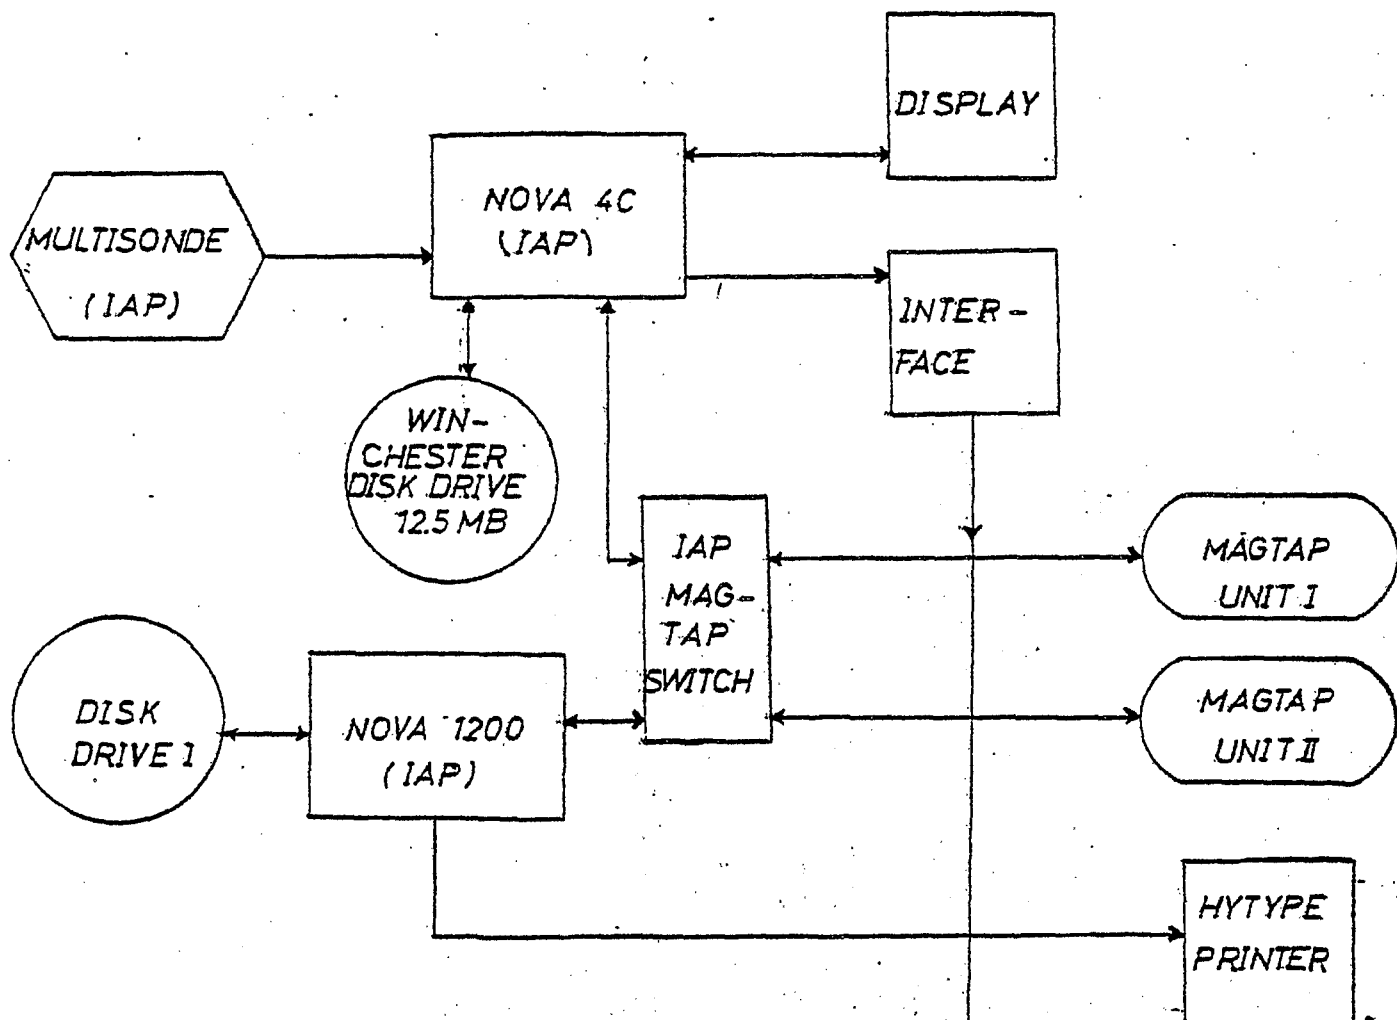 DISPLAY
NOVA 4C
(IAP)
MULTISONDE
(IAP)
INTER-
FACE
WIN-
CHESTER
DISK DRIVE
12.5 MB
IAP
MAG-
TAP
SWITCH
MAGTAP
UNIT I
DISK
DRIVE I
NOVA 1200
(IAP)
MAGTAP
UNIT II
HYTYPE
PRINTER